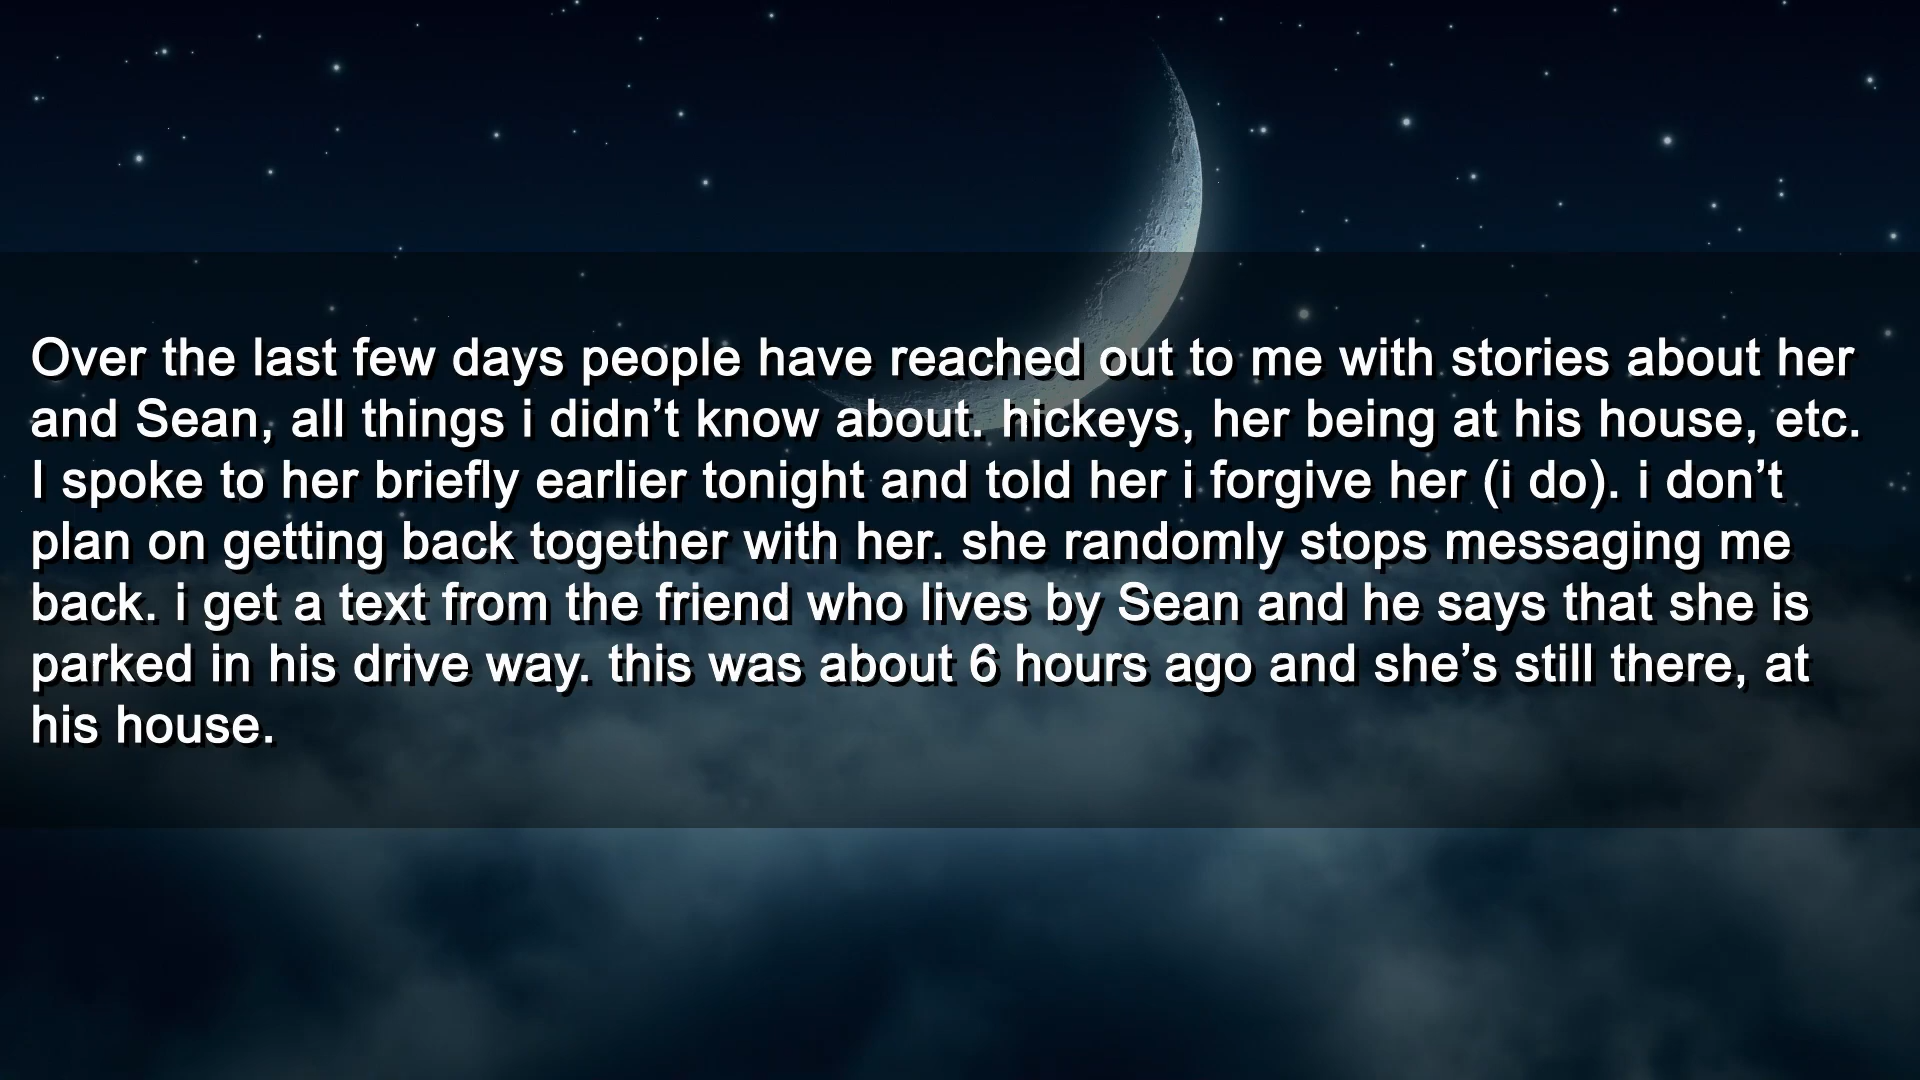 Over the last few days people have reached out to me with stories about her
and Sean, all things i didn’t know about. hickeys, her being at his house, etc.
I spoke to her briefly earlier tonight and told her i forgive her (i do). i don’t
plan on getting back together with her. she randomly stops messaging me
back. i get a text from the friend who lives by Sean and he says that she is
parked in his drive way. this was about 6 hours ago and she’s still there, at
his house.